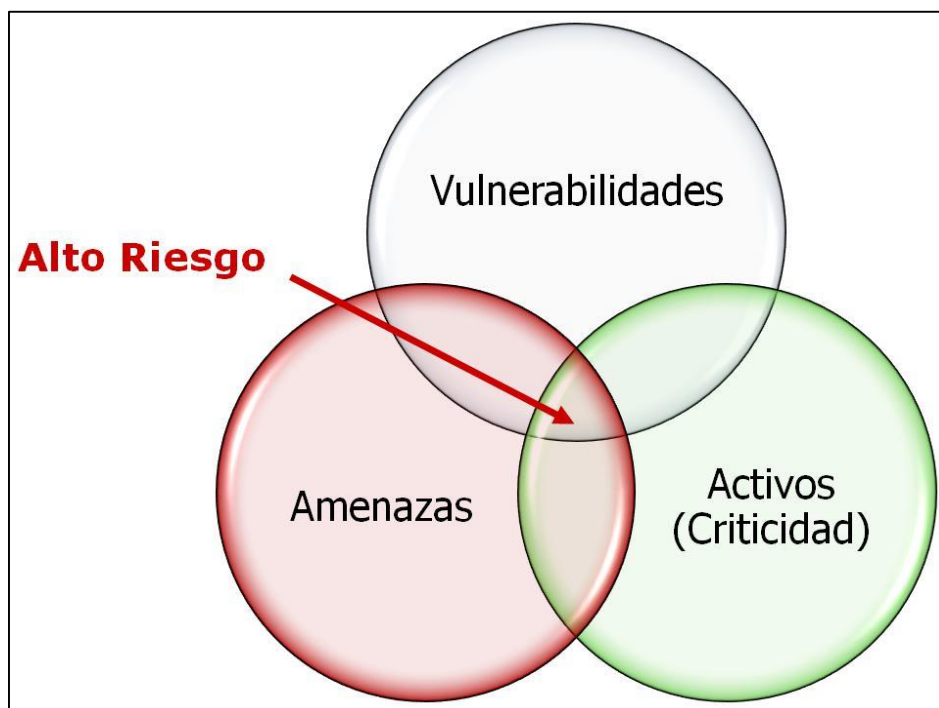 Vulnerabilidades
Alto Riesgo
Amenazas
Activos
(Criticidad)